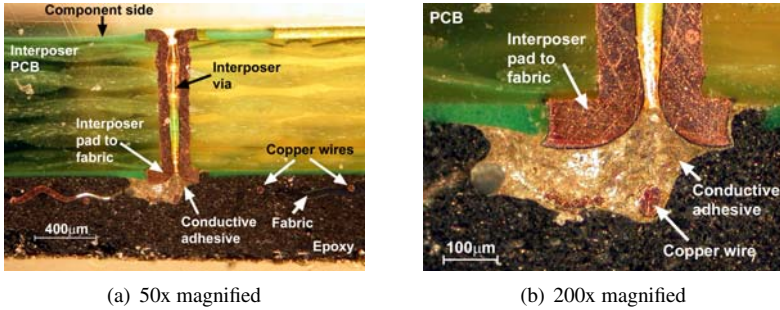 Component side
Interposer
PCB
Interposer
via
Interposer
pad to
fabric
Copper wires
Conductive
adhesive
Fabric
Epoxy
400µm
(a) 50x magnified
PCB
Interposer
pad to
fabric
Conductive
adhesive
Copper wire
100µm
(b) 200x magnified